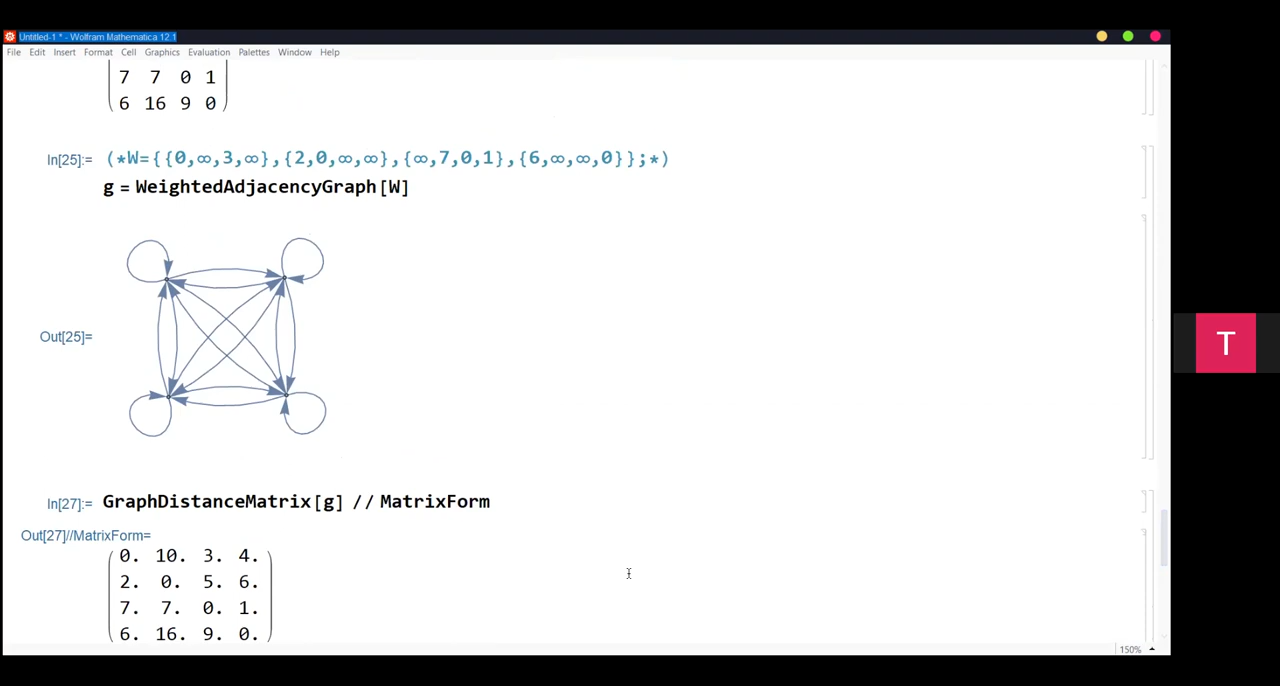 Untitled-1 * - Wolfram Mathematica 12.1
File Edit Insert Format Cell Graphics Evaluation Palettes Window Help
7 7 0 1
6 16 9 0
In[25]:= (*W={{0,∞,3,∞},{2,0,∞,∞},{∞,7,0,1},{6,∞,∞,0}};*)
g = WeightedAdjacencyGraph[W]
Out[25]=
T
In[27]:= GraphDistanceMatrix[g] // MatrixForm
Out[27]//MatrixForm=
0. 10. 3. 4.
2. 0. 5. 6.
7. 7. 0. 1.
6. 16. 9. 0.
150%